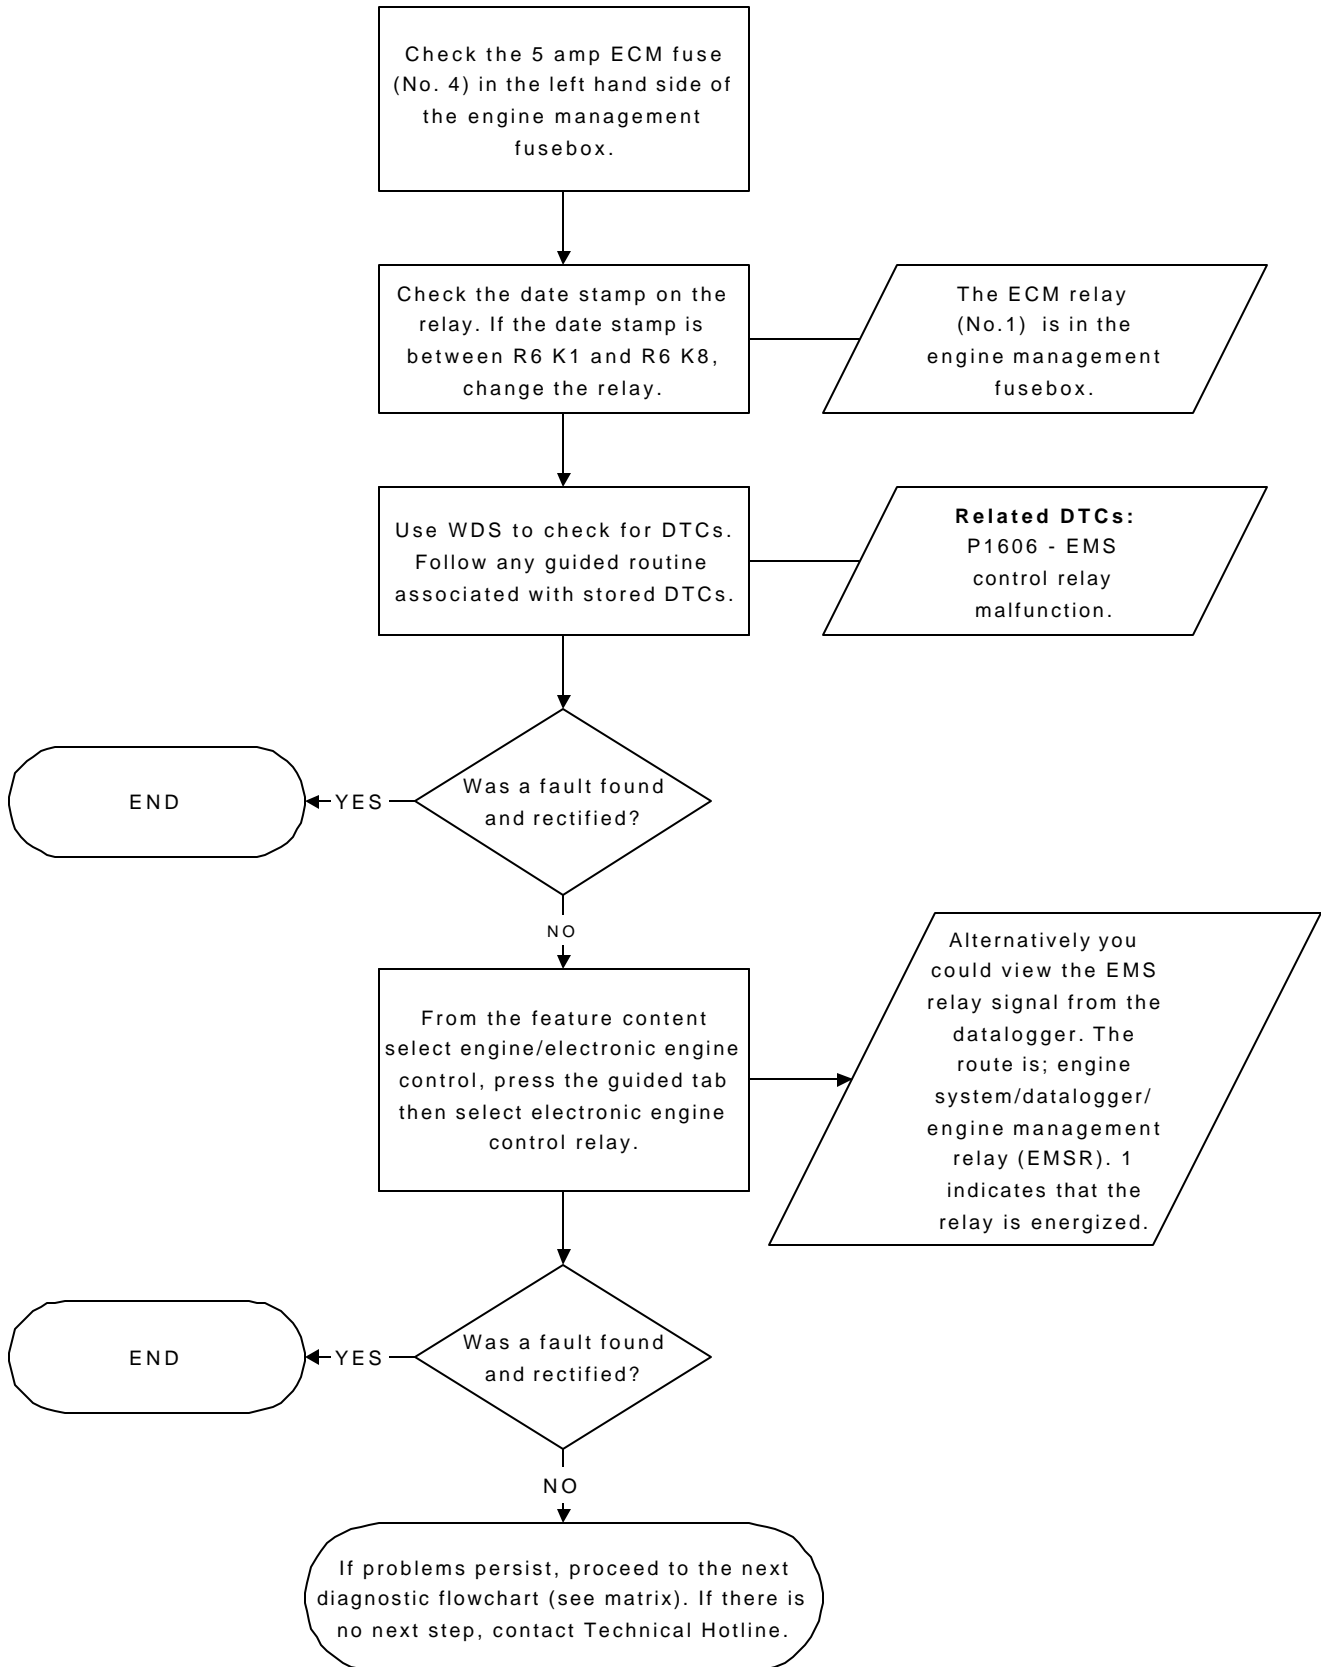 Check the 5 amp ECM fuse
(No. 4) in the left hand side of
the engine management
fusebox.
Check the date stamp on the
relay. If the date stamp is
between R6 K1 and R6 K8,
change the relay.
The ECM relay
(No.1) is in the
engine management
fusebox.
Use WDS to check for DTCs.
Follow any guided routine
associated with stored DTCs.
Related DTCs:
P1606 - EMS
control relay
malfunction.
Was a fault found
and rectified?
YES
END
NO
From the feature content
select engine/electronic engine
control, press the guided tab
then select electronic engine
control relay.
Alternatively you
could view the EMS
relay signal from the
datalogger. The
route is; engine
system/datalogger/
engine management
relay (EMSR). 1
indicates that the
relay is energized.
Was a fault found
and rectified?
YES
END
NO
If problems persist, proceed to the next
diagnostic flowchart (see matrix). If there is
no next step, contact Technical Hotline.